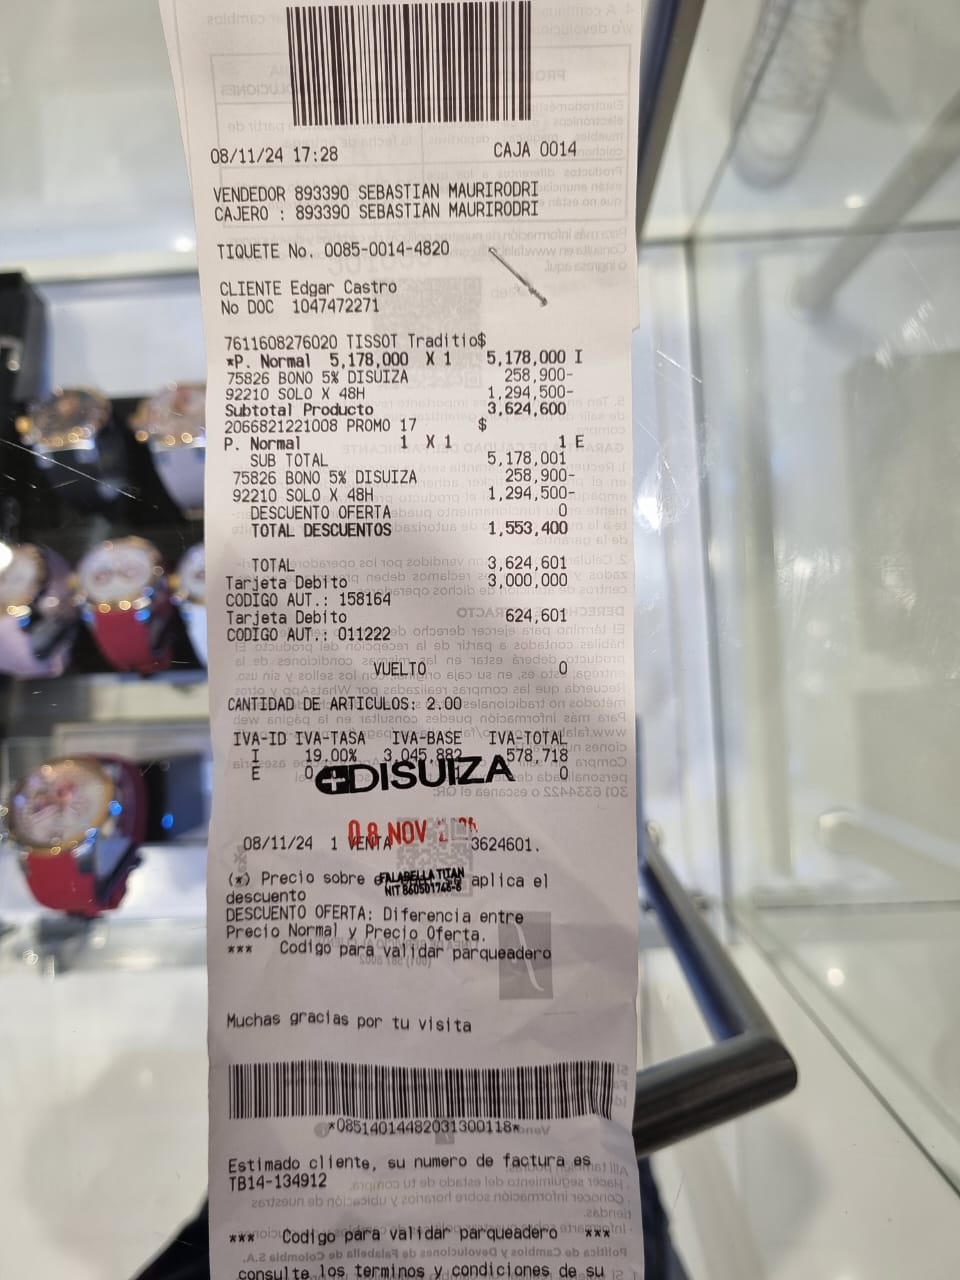 08/11/24 17:28 CAJA 0014
VENDEDOR 893390 SEBASTIAN MAURIRODRI
CAJERO : 893390 SEBASTIAN MAURIRODRI
TIQUETE No. 0085-0014-4820
CLIENTE Edgar Castro
No DOC 1047472271
7611608276020 TISSOT Traditio$
*P. Normal 5,178,000 X 1 5,178,000 I
75826 BONO 5% DISUIZA 258,900-
92210 SOLO X 48H 1,294,500-
Subtotal Producto 3,624,600
2066821221008 PROMO 17 $
P. Normal 1 X 1 1 E
SUB TOTAL 5,178,001
75826 BONO 5% DISUIZA 258,900-
92210 SOLO X 48H 1,294,500-
DESCUENTO OFERTA 0
TOTAL DESCUENTOS 1,553,400
TOTAL 3,624,601
Tarjeta Debito 3,000,000
CODIGO AUT.: 158164
Tarjeta Debito 624,601
CODIGO AUT.: 011222
VUELTO 0
CANTIDAD DE ARTICULOS: 2.00
IVA-ID IVA-TASA IVA-BASE IVA-TOTAL
I 19.00% 3,045,882 578,718
E 0 0
DISUIZA
08 NOV
08/11/24 1 VENTA 3624601.
(*) Precio sobre aplica el
FALABELLA TITAN
NIT 860501746-8
descuento
DESCUENTO OFERTA: Diferencia entre
Precio Normal y Precio Oferta.
*** Codigo para validar parqueadero
Muchas gracias por tu visita
*08514014482031300118*
Estimado cliente, su numero de factura es
TB14-134912
*** Codigo para validar parqueadero ***
consulte los terminos y condiciones de su